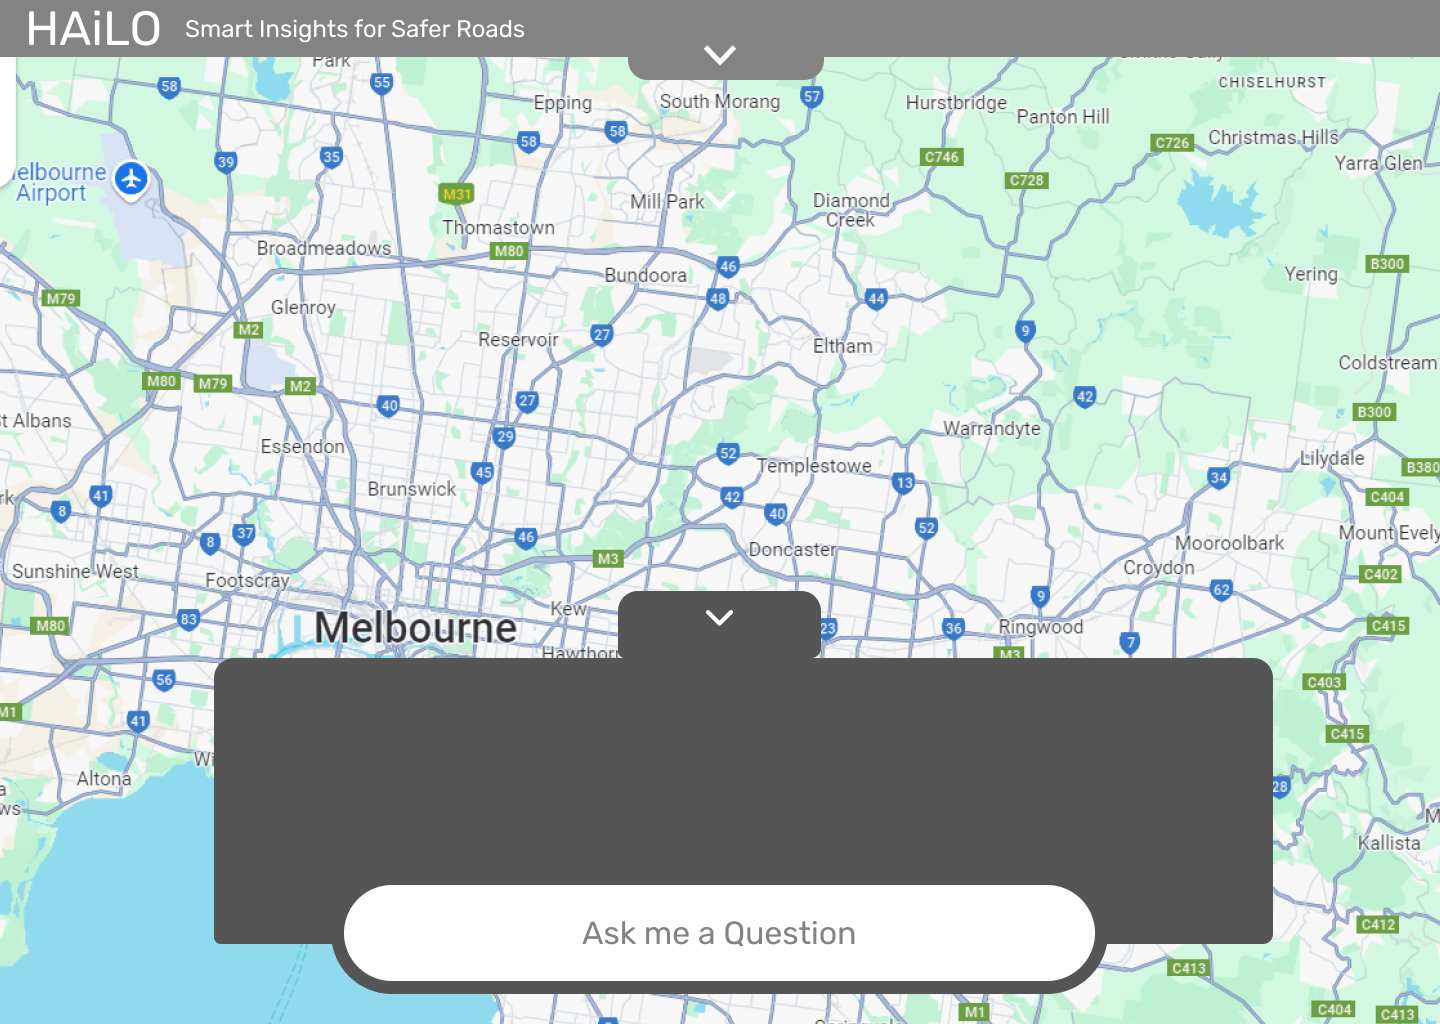 HAiLO
Smart Insights for Safer Roads
Park
58
55
57
CHISELHURST
Epping
South Morang
Hurstbridge
Panton Hill
58
58
C726
Christmas Hills
39
35
C746
Yarra Glen
elbourne
Airport
C728
M31
Mill Park
Diamond
Creek
Thomastown
Broadmeadows
M80
46
B300
Bundoora
Yering
M79
48
44
Glenroy
M2
27
9
Reservoir
Eltham
Coldstream
M80
M79
M2
40
27
42
B300
t Albans
29
Warrandyte
Essendon
52
Templestowe
Lilydale
B380
45
34
Brunswick
13
rk
41
42
C404
8
40
37
52
Mount Evely
8
46
Mooroolbark
M3
Doncaster
Sunshine West
Footscray
Croydon
C402
62
9
Kew
83
M80
Melbourne
23
36
Ringwood
C415
7
Hawthor
M3
56
C403
M1
41
C415
Wi
Altona
28
a
ws
M
Kallista
C412
Ask me a Question
C413
M1
C404
C413